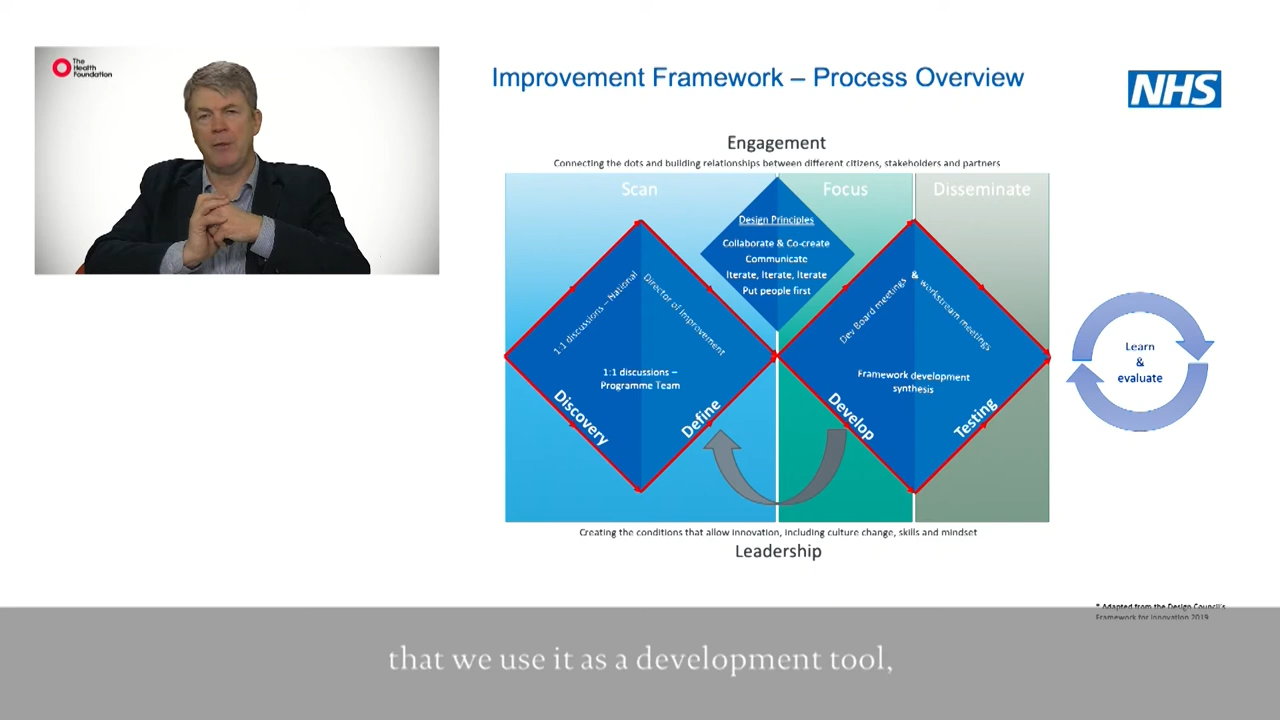 The
Health
Foundation
Improvement Framework – Process Overview
NHS
Engagement
Connecting the dots and building relationships between different citizens, stakeholders and partners
Scan
Focus
Disseminate
Design Principles
Collaborate & Co-create
Communicate
Iterate, Iterate, Iterate
Put people first
1:1 discussions – National
Director of Improvement
1:1 discussions –
Programme Team
Discovery
Define
Dev Board meetings
&
workstream meetings
Framework development
synthesis
Develop
Testing
Learn
&
evaluate
Creating the conditions that allow innovation, including culture change, skills and mindset
Leadership
* Adapted from the Design Council's
Framework for Innovation 2019
that we use it as a development tool,